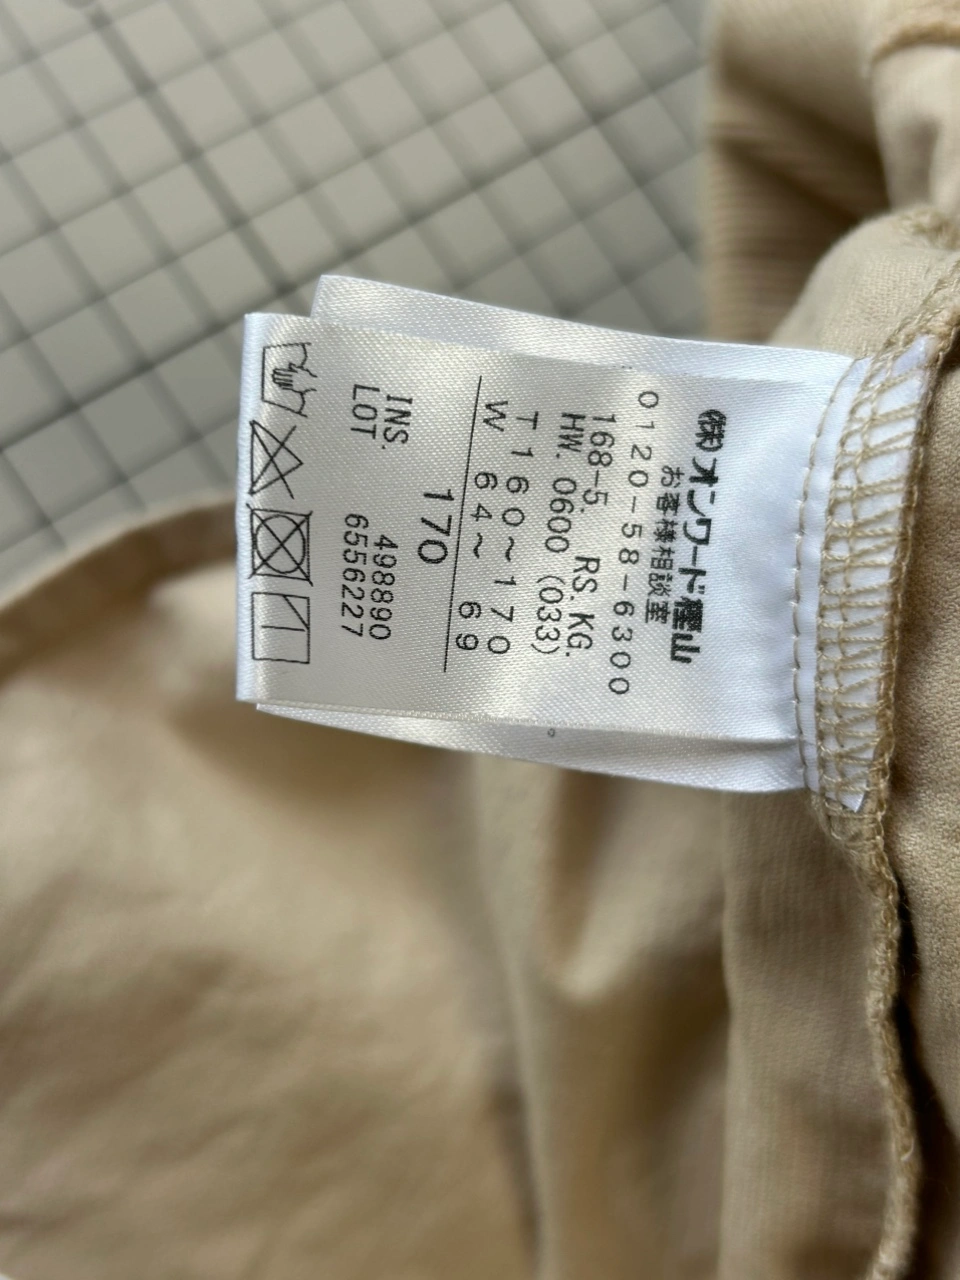 ㈱オンワード樫山
お客様相談室
0120-58-6300
168-5. RS. KG.
HW. 0600 (033)
T 160～170
W 64～ 69
170
INS. 498890
LOT 6556227